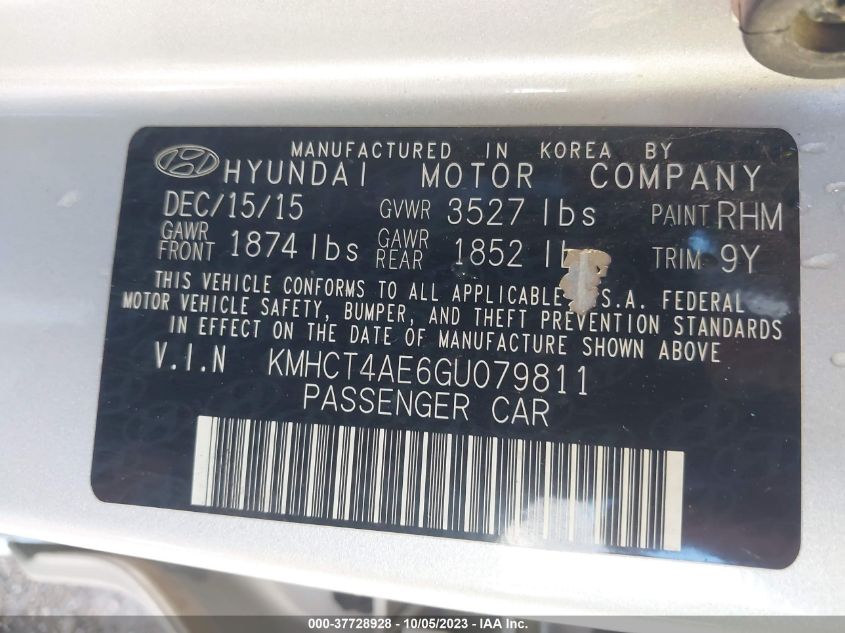 MANUFACTURED IN KOREA BY
HYUNDAI MOTOR COMPANY
DEC/15/15 GVWR 3527 lbs PAINT RHM
GAWR FRONT 1874 lbs GAWR REAR 1852 TRIM 9Y
THIS VEHICLE CONFORMS TO ALL APPLICABLE S.A. FEDERAL
MOTOR VEHICLE SAFETY, BUMPER, AND THEFT PREVENTION STANDARDS
IN EFFECT ON THE DATE OF MANUFACTURE SHOWN ABOVE
V.I.N KMHCT4AE6GU079811
PASSENGER CAR
000-37728928 - 10/05/2023 - IAA Inc.